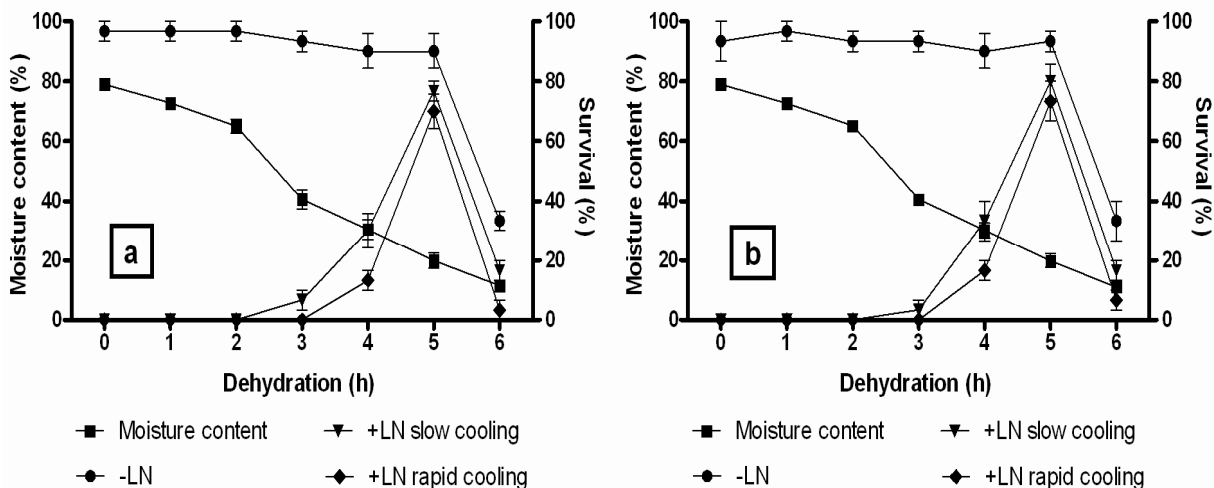 100
80
60
40
20
0
Moisture content (%)
a
0 1 2 3 4 5 6
Dehydration (h)
100
80
60
40
20
0
Survival (%)
Moisture content
+LN slow cooling
-LN
+LN rapid cooling
100
80
60
40
20
0
Moisture content (%)
b
0 1 2 3 4 5 6
Dehydration (h)
100
80
60
40
20
0
Survival (%)
Moisture content
+LN slow cooling
-LN
+LN rapid cooling